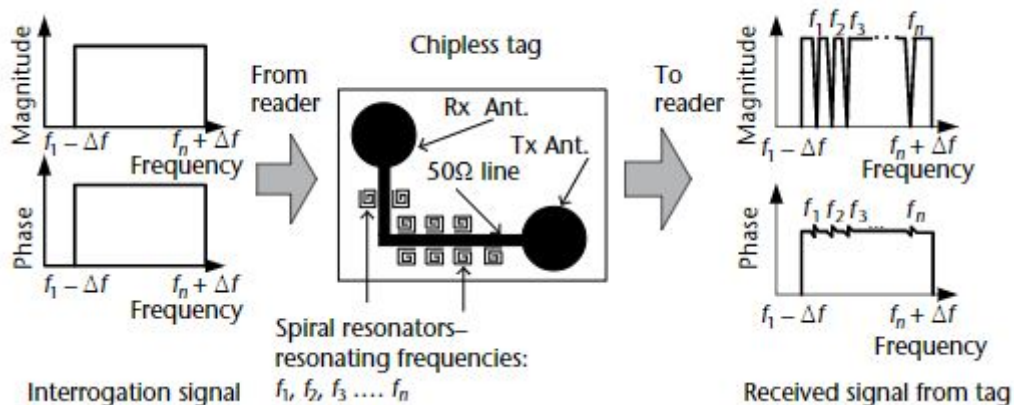 Magnitude
f₁ – Δf
fₙ + Δf
Frequency
Phase
f₁ – Δf
fₙ + Δf
Frequency
Interrogation signal
From
reader
Chipless tag
Rx Ant.
Tx Ant.
50Ω line
Spiral resonators–
resonating frequencies:
f₁, f₂, f₃ .... fₙ
To
reader
Magnitude
f₁ f₂ f₃ fₙ
f₁ – Δf
fₙ + Δf
Frequency
Phase
f₁ f₂ f₃ ... fₙ
f₁ – Δf
fₙ + Δf
Frequency
Received signal from tag